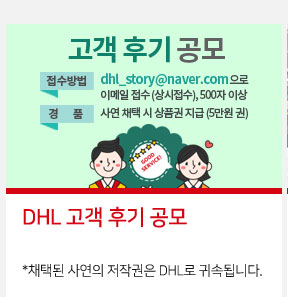 고객 후기 공모
접수방법 dhl_story@naver.com으로
이메일 접수 (상시접수), 500자 이상
경 품 사연 채택 시 상품권 지급 (5만원 권)
GOOD
SERVICE!
DHL 고객 후기 공모
*채택된 사연의 저작권은 DHL로 귀속됩니다.